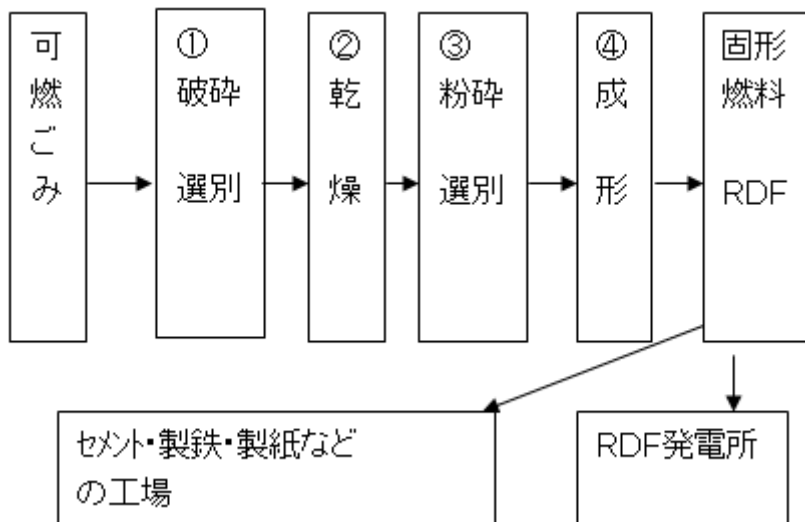 可燃ごみ
①
破砕
選別
②
乾
燥
③
粉砕
選別
④
成
形
固形
燃料
RDF
セメント・製鉄・製紙など
の工場
RDF発電所